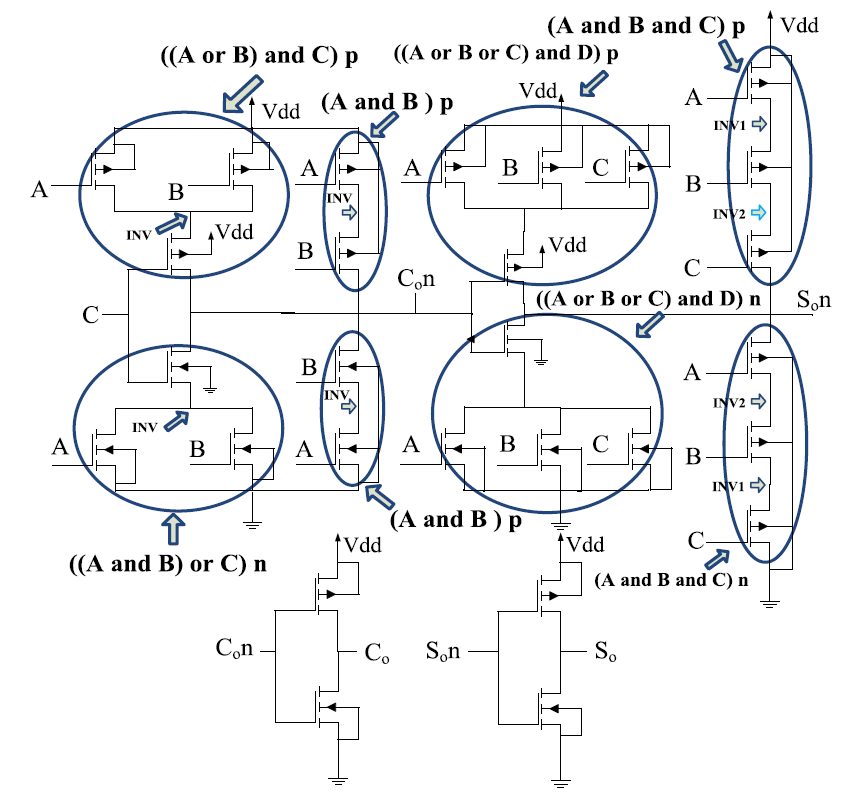 (A and B and C) p
((A or B) and C) p
((A or B or C) and D) p
Vdd
(A and B ) p
Vdd
Vdd
A
A
B
A
INV
A
B
C
INV1
B
INV2
INV
Vdd
B
Vdd
C
C
Cₒn
((A or B or C) and D) n
Sₒn
B
A
INV
INV2
INV
A
B
A
A
B
C
B
INV1
C
((A and B) or C) n
(A and B ) p
(A and B and C) n
Vdd
Vdd
Cₒn
Cₒ
Sₒn
Sₒ